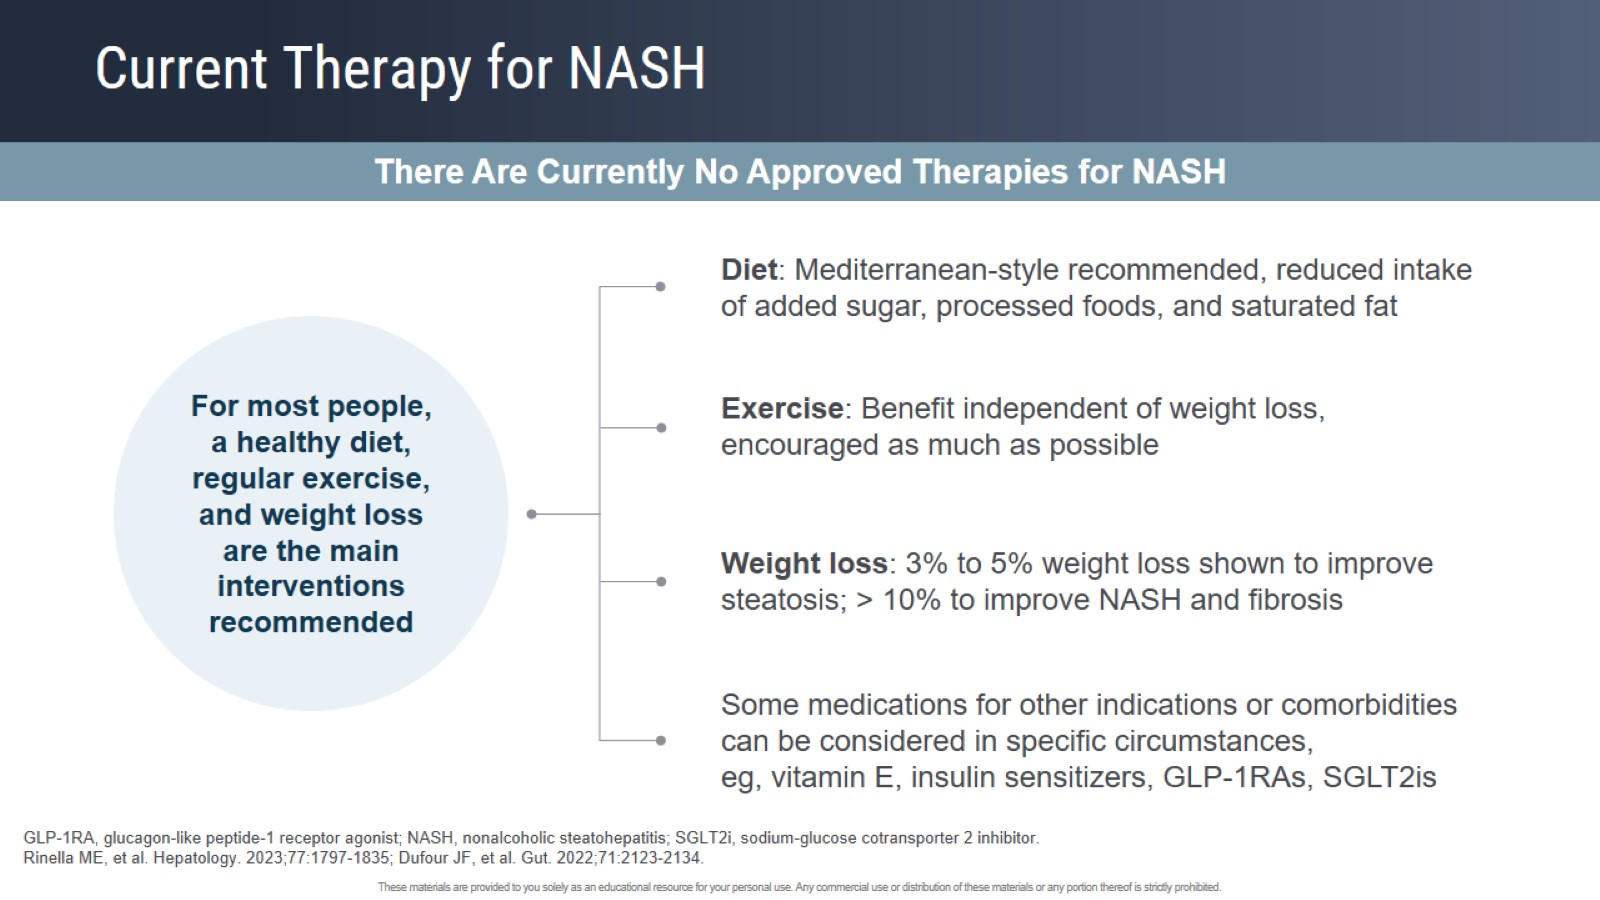 Current Therapy for NASH
There Are Currently No Approved Therapies for NASH
For most people,
a healthy diet,
regular exercise,
and weight loss
are the main
interventions
recommended
Diet: Mediterranean-style recommended, reduced intake
of added sugar, processed foods, and saturated fat
Exercise: Benefit independent of weight loss,
encouraged as much as possible
Weight loss: 3% to 5% weight loss shown to improve
steatosis; > 10% to improve NASH and fibrosis
Some medications for other indications or comorbidities
can be considered in specific circumstances,
eg, vitamin E, insulin sensitizers, GLP-1RAs, SGLT2is
GLP-1RA, glucagon-like peptide-1 receptor agonist; NASH, nonalcoholic steatohepatitis; SGLT2i, sodium-glucose cotransporter 2 inhibitor.
Rinella ME, et al. Hepatology. 2023;77:1797-1835; Dufour JF, et al. Gut. 2022;71:2123-2134.
These materials are provided to you solely as an educational resource for your personal use. Any commercial use or distribution of these materials or any portion thereof is strictly prohibited.